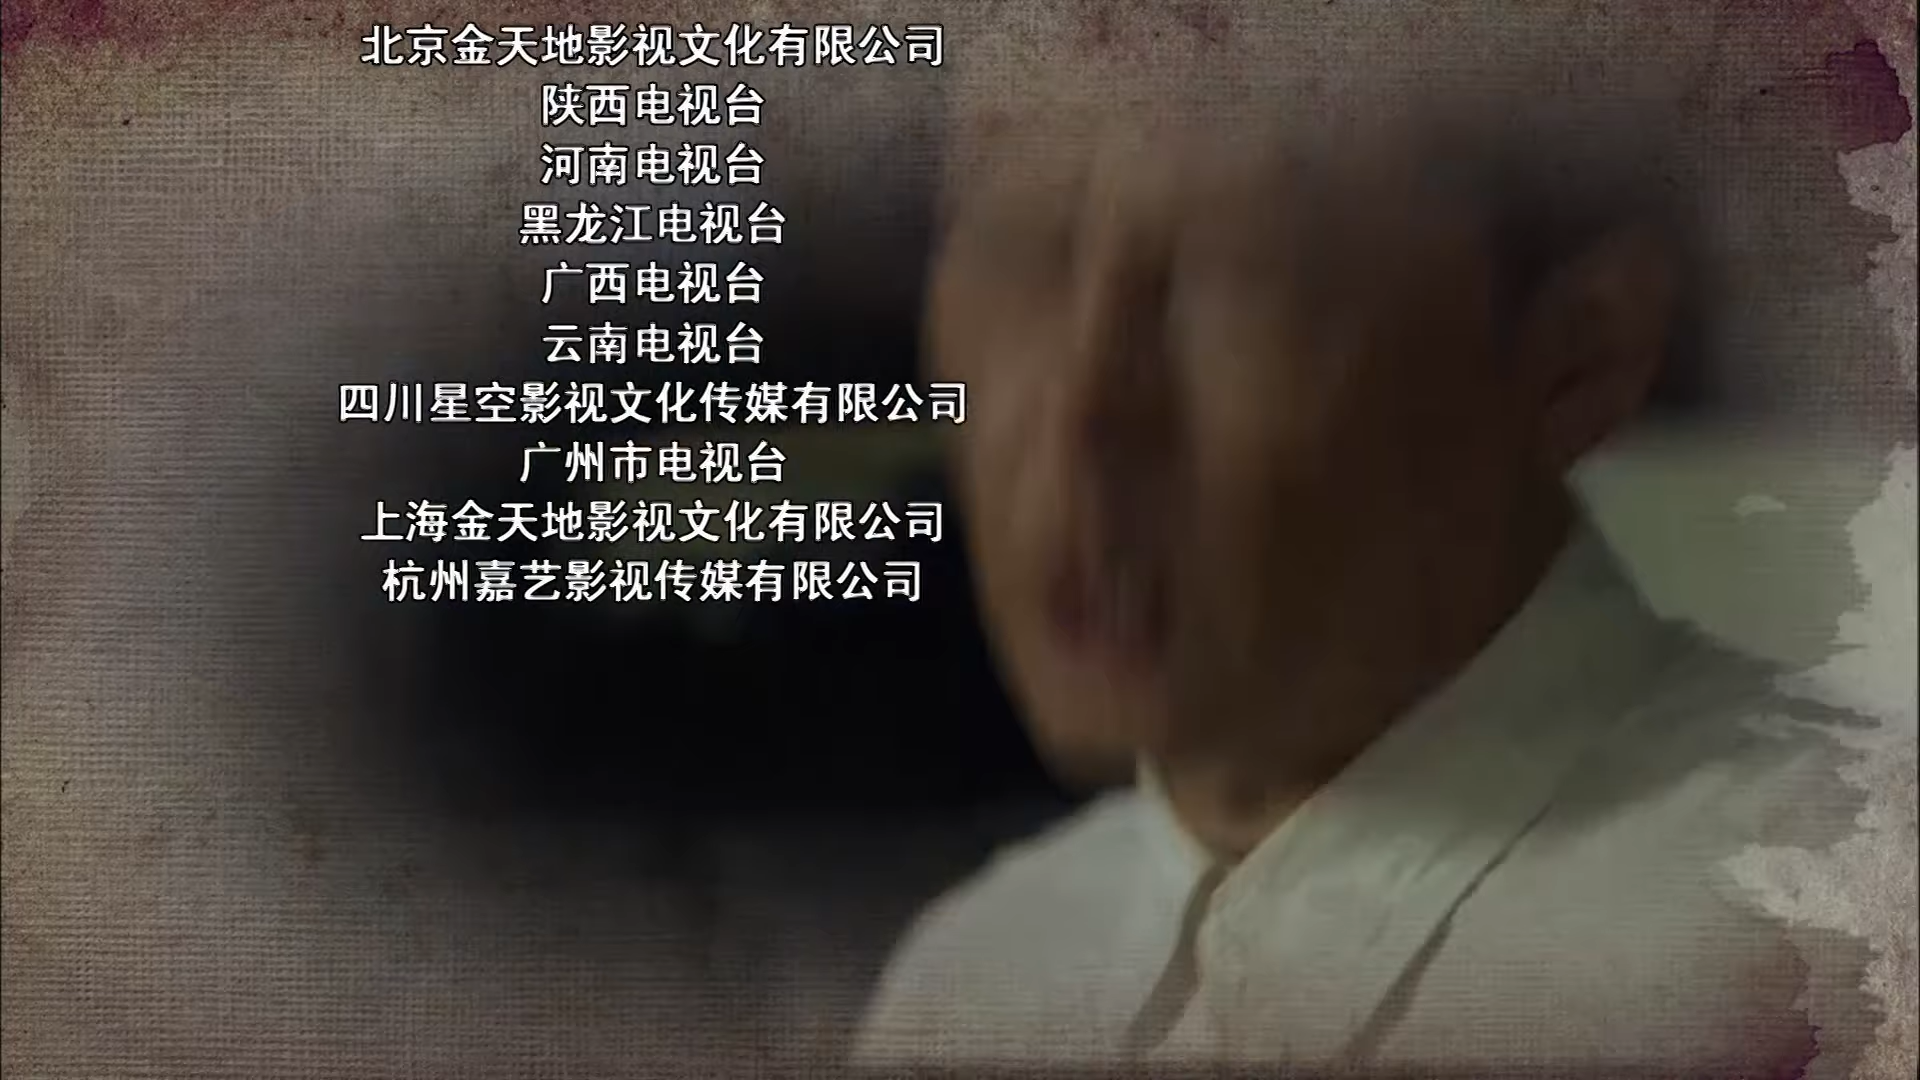 北京金天地影视文化有限公司
陕西电视台
河南电视台
黑龙江电视台
广西电视台
云南电视台
四川星空影视文化传媒有限公司
广州市电视台
上海金天地影视文化有限公司
杭州嘉艺影视传媒有限公司